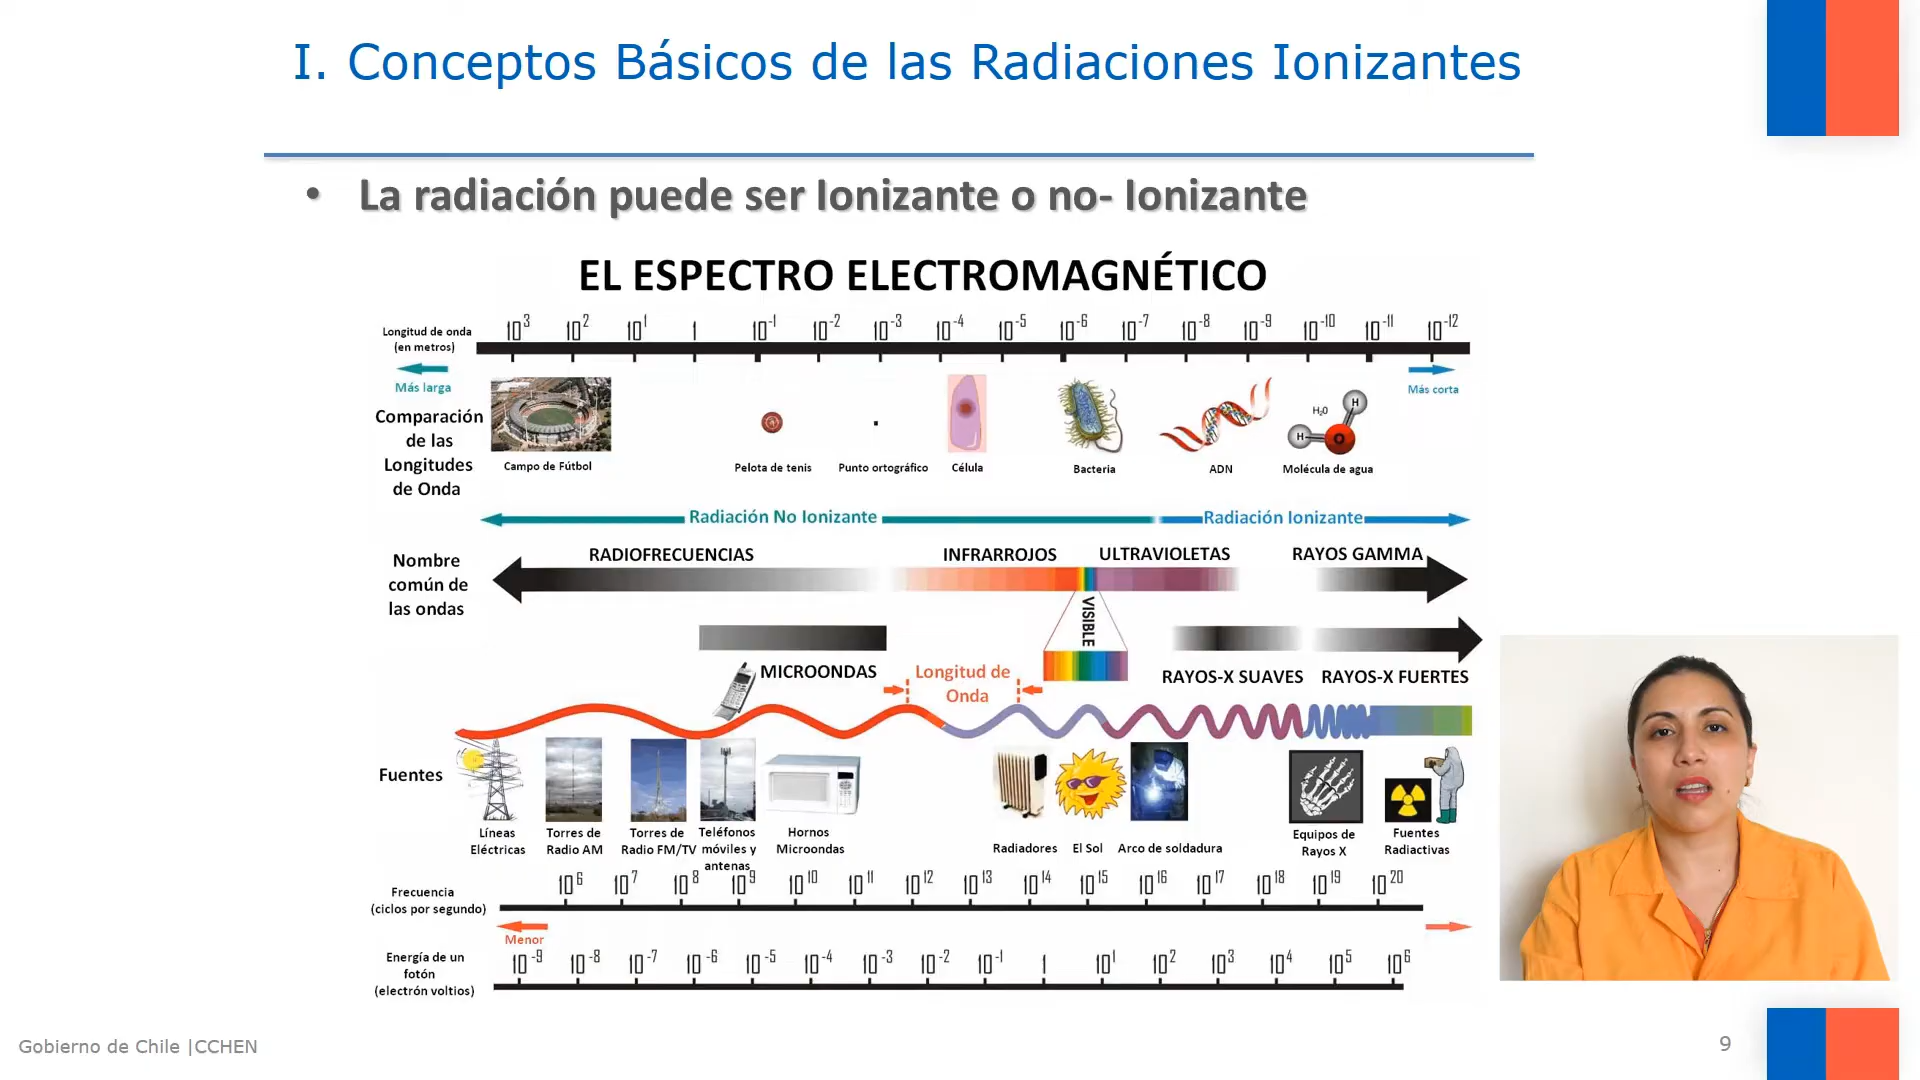 I. Conceptos Básicos de las Radiaciones Ionizantes
• La radiación puede ser Ionizante o no- Ionizante
EL ESPECTRO ELECTROMAGNÉTICO
Longitud de onda
(en metros)
10³ 10² 10¹ 1 10⁻¹ 10⁻² 10⁻³ 10⁻⁴ 10⁻⁵ 10⁻⁶ 10⁻⁷ 10⁻⁸ 10⁻⁹ 10⁻¹⁰ 10⁻¹¹ 10⁻¹²
Más larga
Más corta
Comparación
de las
Longitudes
de Onda
H₂O
H
H
O
Campo de Fútbol
Pelota de tenis
Punto ortográfico
Célula
Bacteria
ADN
Molécula de agua
Radiación No Ionizante
Radiación Ionizante
Nombre
común de
las ondas
RADIOFRECUENCIAS
INFRARROJOS
ULTRAVIOLETAS
RAYOS GAMMA
VISIBLE
MICROONDAS
Longitud de
Onda
RAYOS-X SUAVES
RAYOS-X FUERTES
Fuentes
Líneas
Eléctricas
Torres de
Radio AM
Torres de
Radio FM/TV
Teléfonos
móviles y
antenas
Hornos
Microondas
Radiadores
El Sol
Arco de soldadura
Equipos de
Rayos X
Fuentes
Radiactivas
Frecuencia
(ciclos por segundo)
10⁶ 10⁷ 10⁸ 10⁹ 10¹⁰ 10¹¹ 10¹² 10¹³ 10¹⁴ 10¹⁵ 10¹⁶ 10¹⁷ 10¹⁸ 10¹⁹ 10²⁰
Menor
Energía de un
fotón
(electrón voltios)
10⁻⁹ 10⁻⁸ 10⁻⁷ 10⁻⁶ 10⁻⁵ 10⁻⁴ 10⁻³ 10⁻² 10⁻¹ 1 10¹ 10² 10³ 10⁴ 10⁵ 10⁶
Gobierno de Chile |CCHEN
9